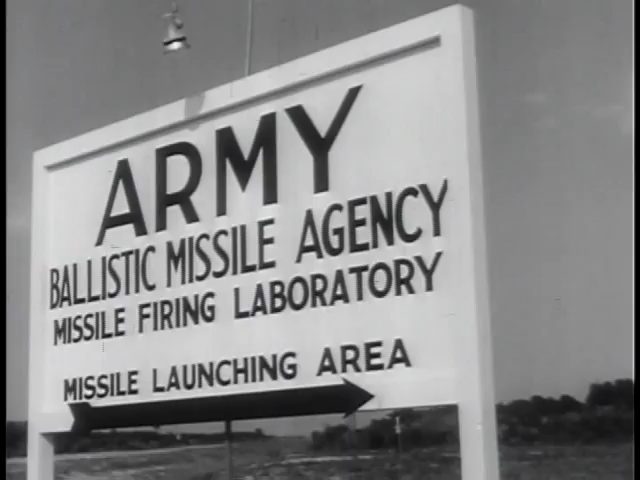 ARMY
BALLISTIC MISSILE AGENCY
MISSILE FIRING LABORATORY
MISSILE LAUNCHING AREA